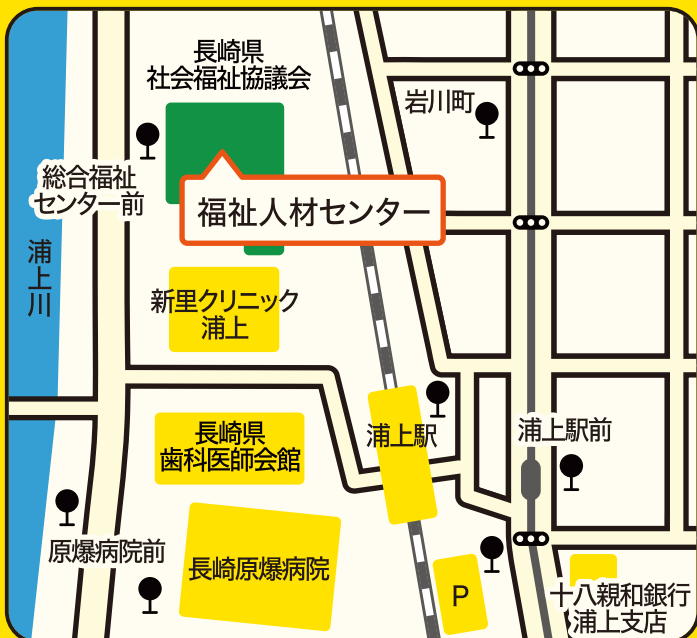 長崎県
社会福祉協議会
岩川町
総合福祉
センター前
福祉人材センター
浦上川
新里クリニック
浦上
長崎県
歯科医師会館
浦上駅
浦上駅前
原爆病院前
長崎原爆病院
P
十八親和銀行
浦上支店